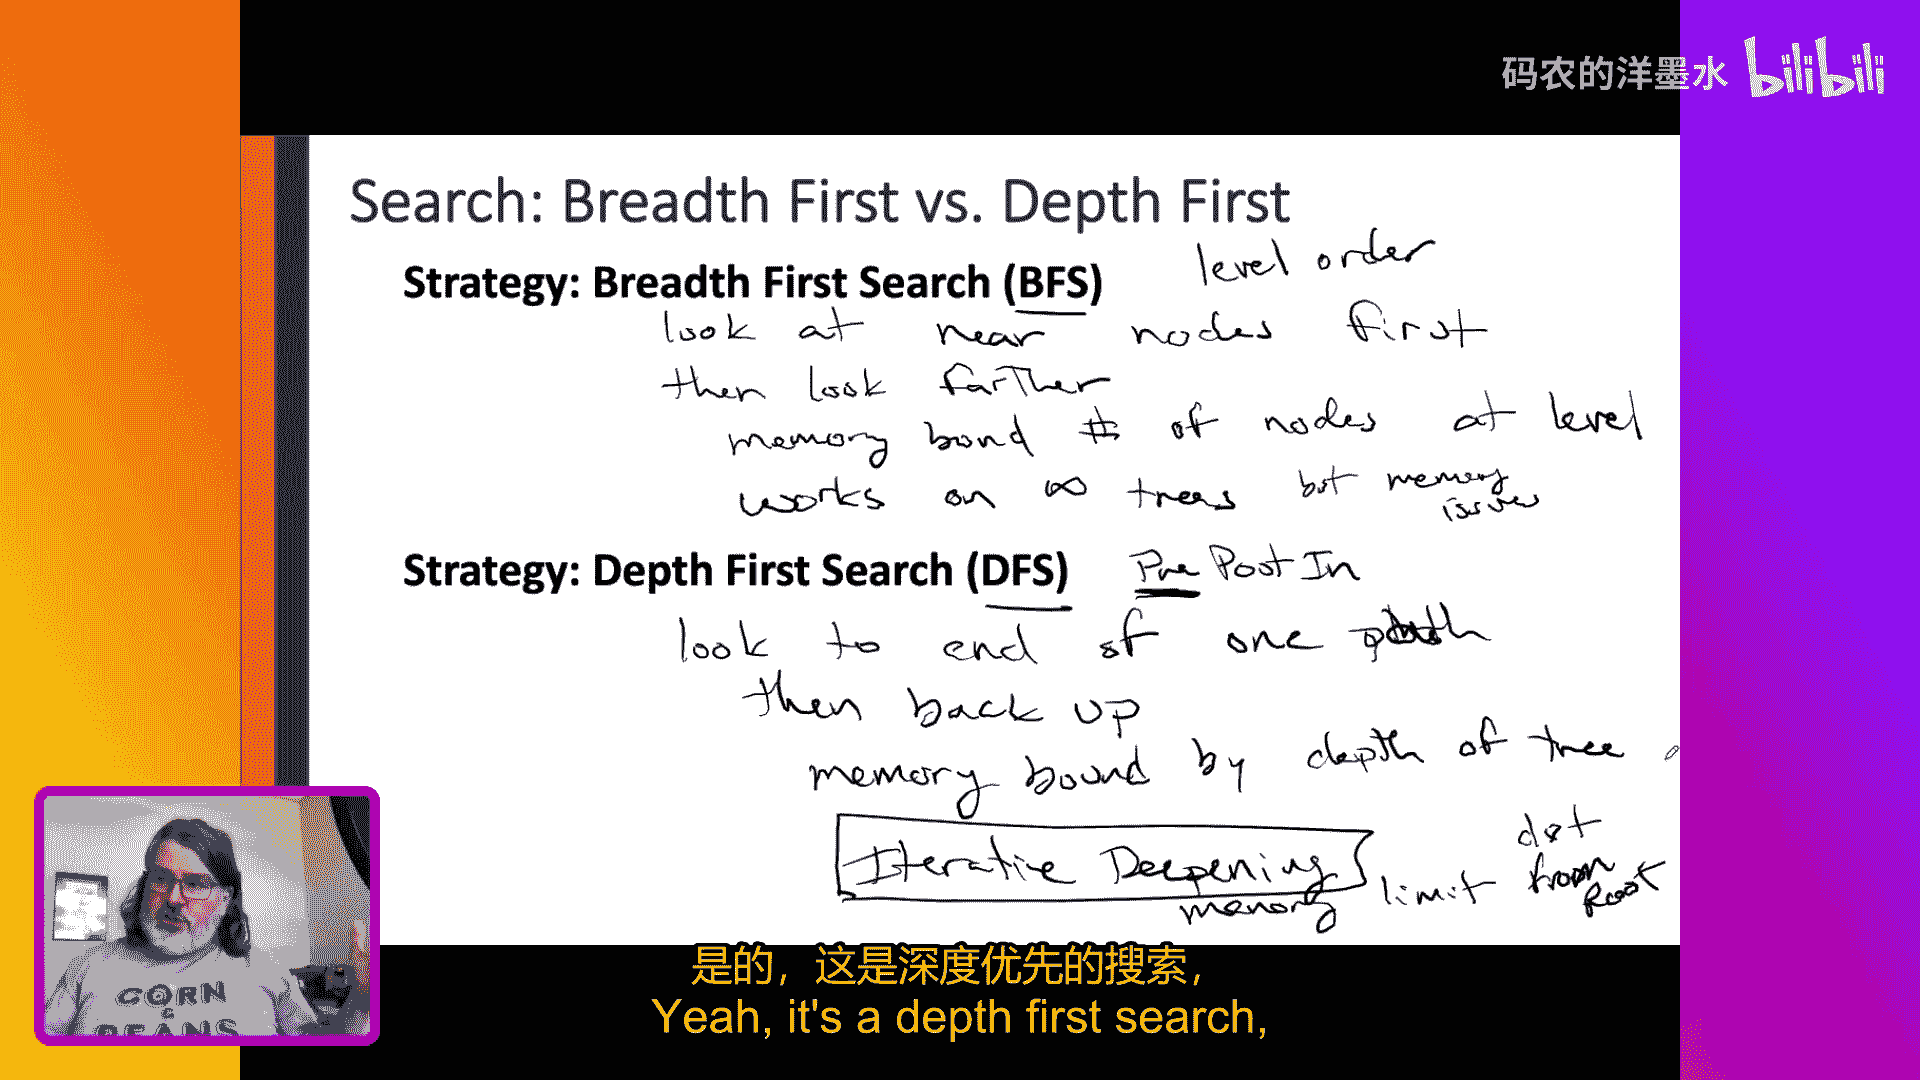 码农的洋墨水 bilibili
Search: Breadth First vs. Depth First
level order
Strategy: Breadth First Search (BFS)
look at near nodes first
then look farther
memory bond # of nodes at level
works on ∞ trees but memory issues
Strategy: Depth First Search (DFS) Pre Post In
look to end of one path
then back up
memory bound by depth of tree
Iterative Deepening
memory limit from Root
CORN
&
BEANS
是的，这是深度优先的搜索，
Yeah, it's a depth first search,